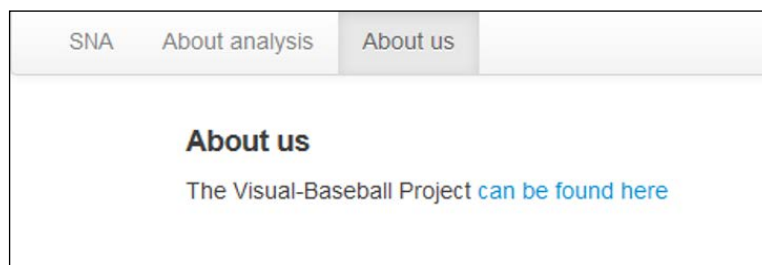 SNA About analysis About us
About us
The Visual-Baseball Project can be found here